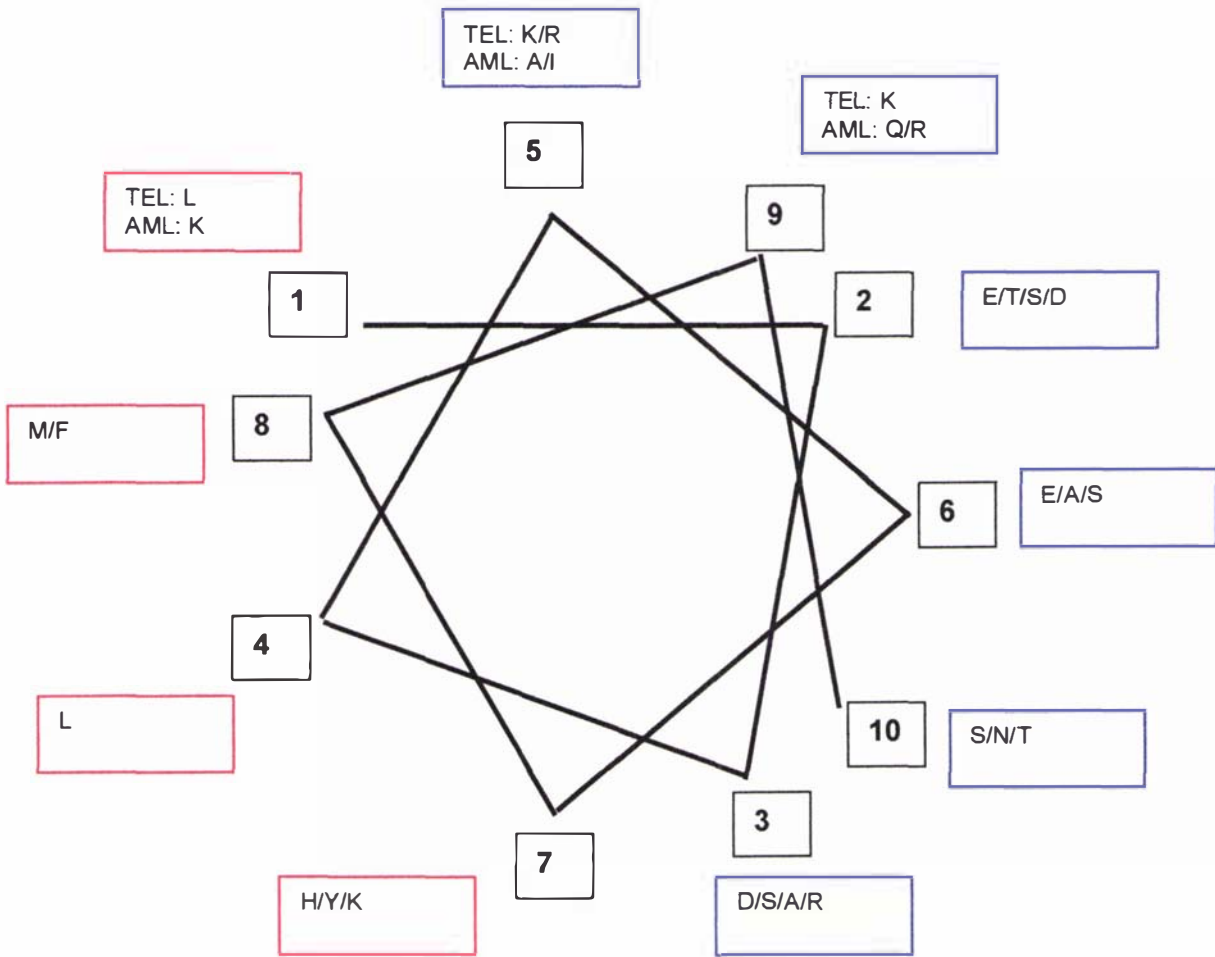 TEL: K/R
AML: A/I
TEL: K
AML: Q/R
5
TEL: L
AML: K
9
1
2
E/T/S/D
M/F
8
6
E/A/S
4
L
10
S/N/T
3
7
H/Y/K
D/S/A/R